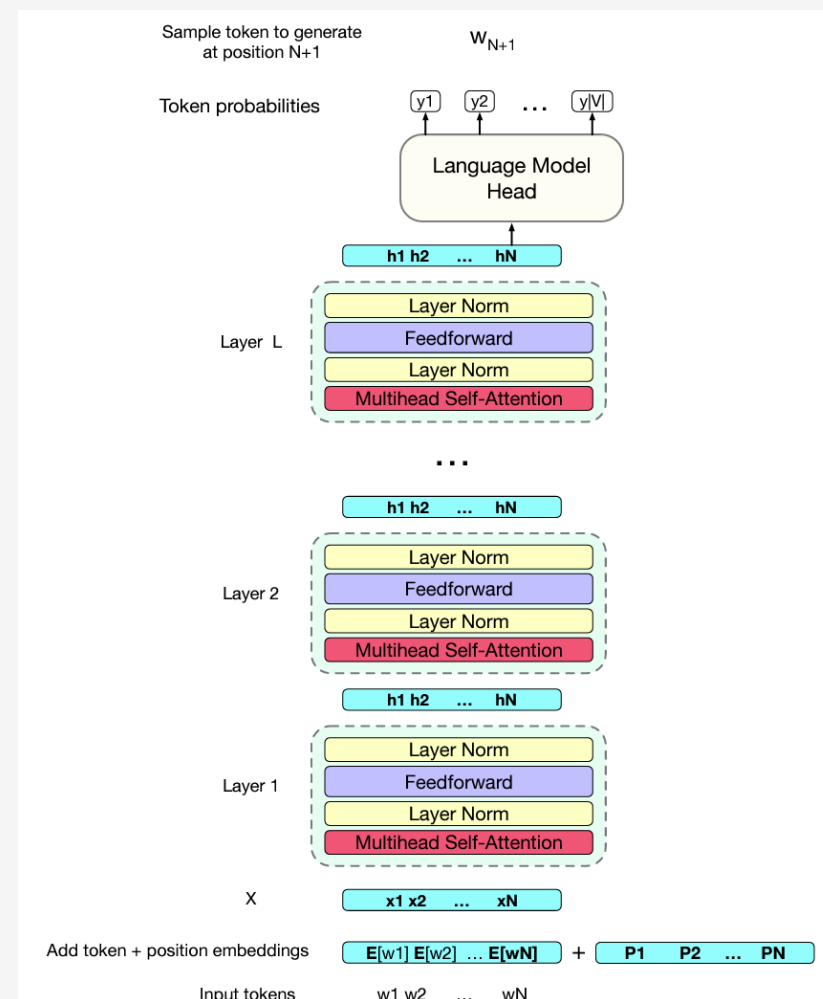 Sample token to generate
at position N+1
wN+1
Token probabilities
y1 y2 ... y|V|
Language Model
Head
h1 h2 ... hN
Layer L
Layer Norm
Feedforward
Layer Norm
Multihead Self-Attention
...
h1 h2 ... hN
Layer 2
Layer Norm
Feedforward
Layer Norm
Multihead Self-Attention
h1 h2 ... hN
Layer 1
Layer Norm
Feedforward
Layer Norm
Multihead Self-Attention
X
x1 x2 ... xN
Add token + position embeddings
E[w1] E[w2] ... E[wN] + P1 P2 ... PN
Input tokens
w1 w2 ... wN